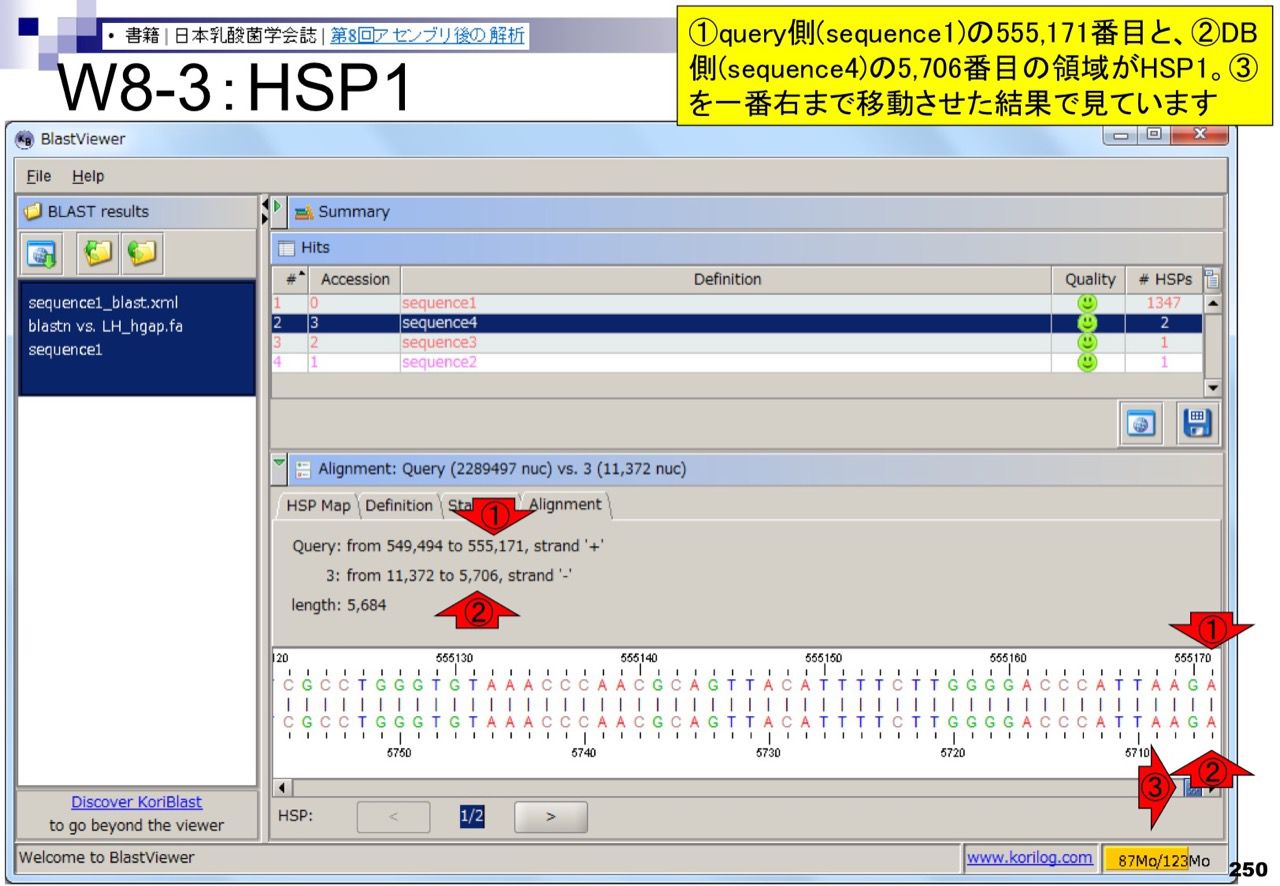 ・ 書籍 | 日本乳酸菌学会誌 | 第8回アセンブリ後の解析
W8-3：HSP1
①query側(sequence1)の555,171番目と、②DB
側(sequence4)の5,706番目の領域がHSP1。③
を一番右まで移動させた結果で見ています
BlastViewer
File Help
BLAST results
Summary
Hits
# Accession Definition Quality # HSPs
1 0 sequence1 1347
2 3 sequence4 2
3 2 sequence3 1
4 1 sequence2 1
sequence1_blast.xml
blastn vs. LH_hgap.fa
sequence1
Alignment: Query (2289497 nuc) vs. 3 (11,372 nuc)
HSP Map Definition Alignment
①
Query: from 549,494 to 555,171, strand '+'
3: from 11,372 to 5,706, strand '-'
length: 5,684
②
①
120 555130 555140 555150 555160 555170
C G C C T G G G T G T A A A C C C A A C G C A G T T A C A T T T T C T T G G G G A C C C A T T A A G A
C G C C T G G G T G T A A A C C C A A C G C A G T T A C A T T T T C T T G G G G A C C C A T T A A G A
5750 5740 5730 5720 5710
② ③
HSP: < 1/2 >
Discover KoriBlast
to go beyond the viewer
Welcome to BlastViewer www.korilog.com 87Mo/123Mo
250